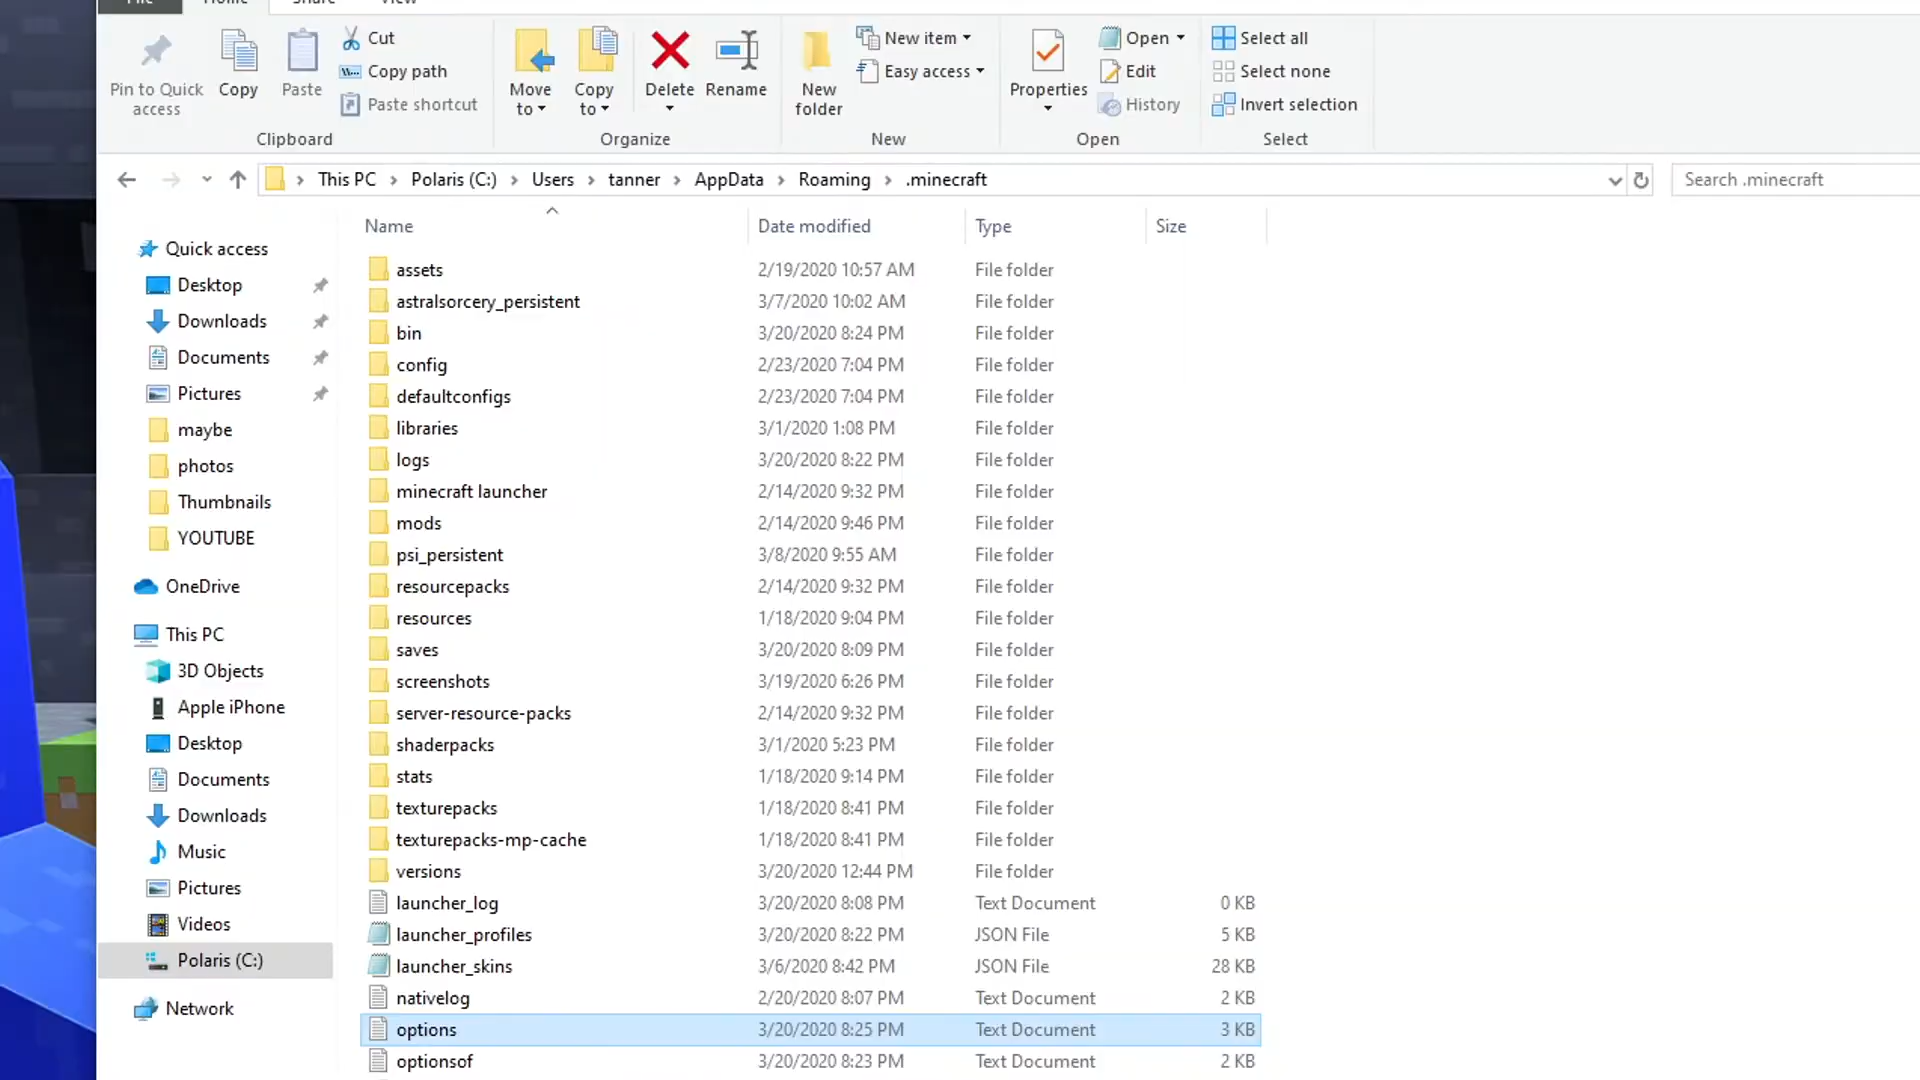 File Home Share View
Pin to Quick access
Copy
Paste
Cut
Copy path
Paste shortcut
Clipboard
Move to
Copy to
Delete
Rename
Organize
New folder
New item
Easy access
New
Properties
Open
Edit
History
Open
Select all
Select none
Invert selection
Select
This PC > Polaris (C:) > Users > tanner > AppData > Roaming > .minecraft
Search .minecraft
Quick access
Desktop
Downloads
Documents
Pictures
maybe
photos
Thumbnails
YOUTUBE
OneDrive
This PC
3D Objects
Apple iPhone
Desktop
Documents
Downloads
Music
Pictures
Videos
Polaris (C:)
Network
Name Date modified Type Size
assets 2/19/2020 10:57 AM File folder
astralsorcery_persistent 3/7/2020 10:02 AM File folder
bin 3/20/2020 8:24 PM File folder
config 2/23/2020 7:04 PM File folder
defaultconfigs 2/23/2020 7:04 PM File folder
libraries 3/1/2020 1:08 PM File folder
logs 3/20/2020 8:22 PM File folder
minecraft launcher 2/14/2020 9:32 PM File folder
mods 2/14/2020 9:46 PM File folder
psi_persistent 3/8/2020 9:55 AM File folder
resourcepacks 2/14/2020 9:32 PM File folder
resources 1/18/2020 9:04 PM File folder
saves 3/20/2020 8:09 PM File folder
screenshots 3/19/2020 6:26 PM File folder
server-resource-packs 2/14/2020 9:32 PM File folder
shaderpacks 3/1/2020 5:23 PM File folder
stats 1/18/2020 9:14 PM File folder
texturepacks 1/18/2020 8:41 PM File folder
texturepacks-mp-cache 1/18/2020 8:41 PM File folder
versions 3/20/2020 12:44 PM File folder
launcher_log 3/20/2020 8:08 PM Text Document 0 KB
launcher_profiles 3/20/2020 8:22 PM JSON File 5 KB
launcher_skins 3/6/2020 8:42 PM JSON File 28 KB
nativelog 2/20/2020 8:07 PM Text Document 2 KB
options 3/20/2020 8:25 PM Text Document 3 KB
optionsof 3/20/2020 8:23 PM Text Document 2 KB